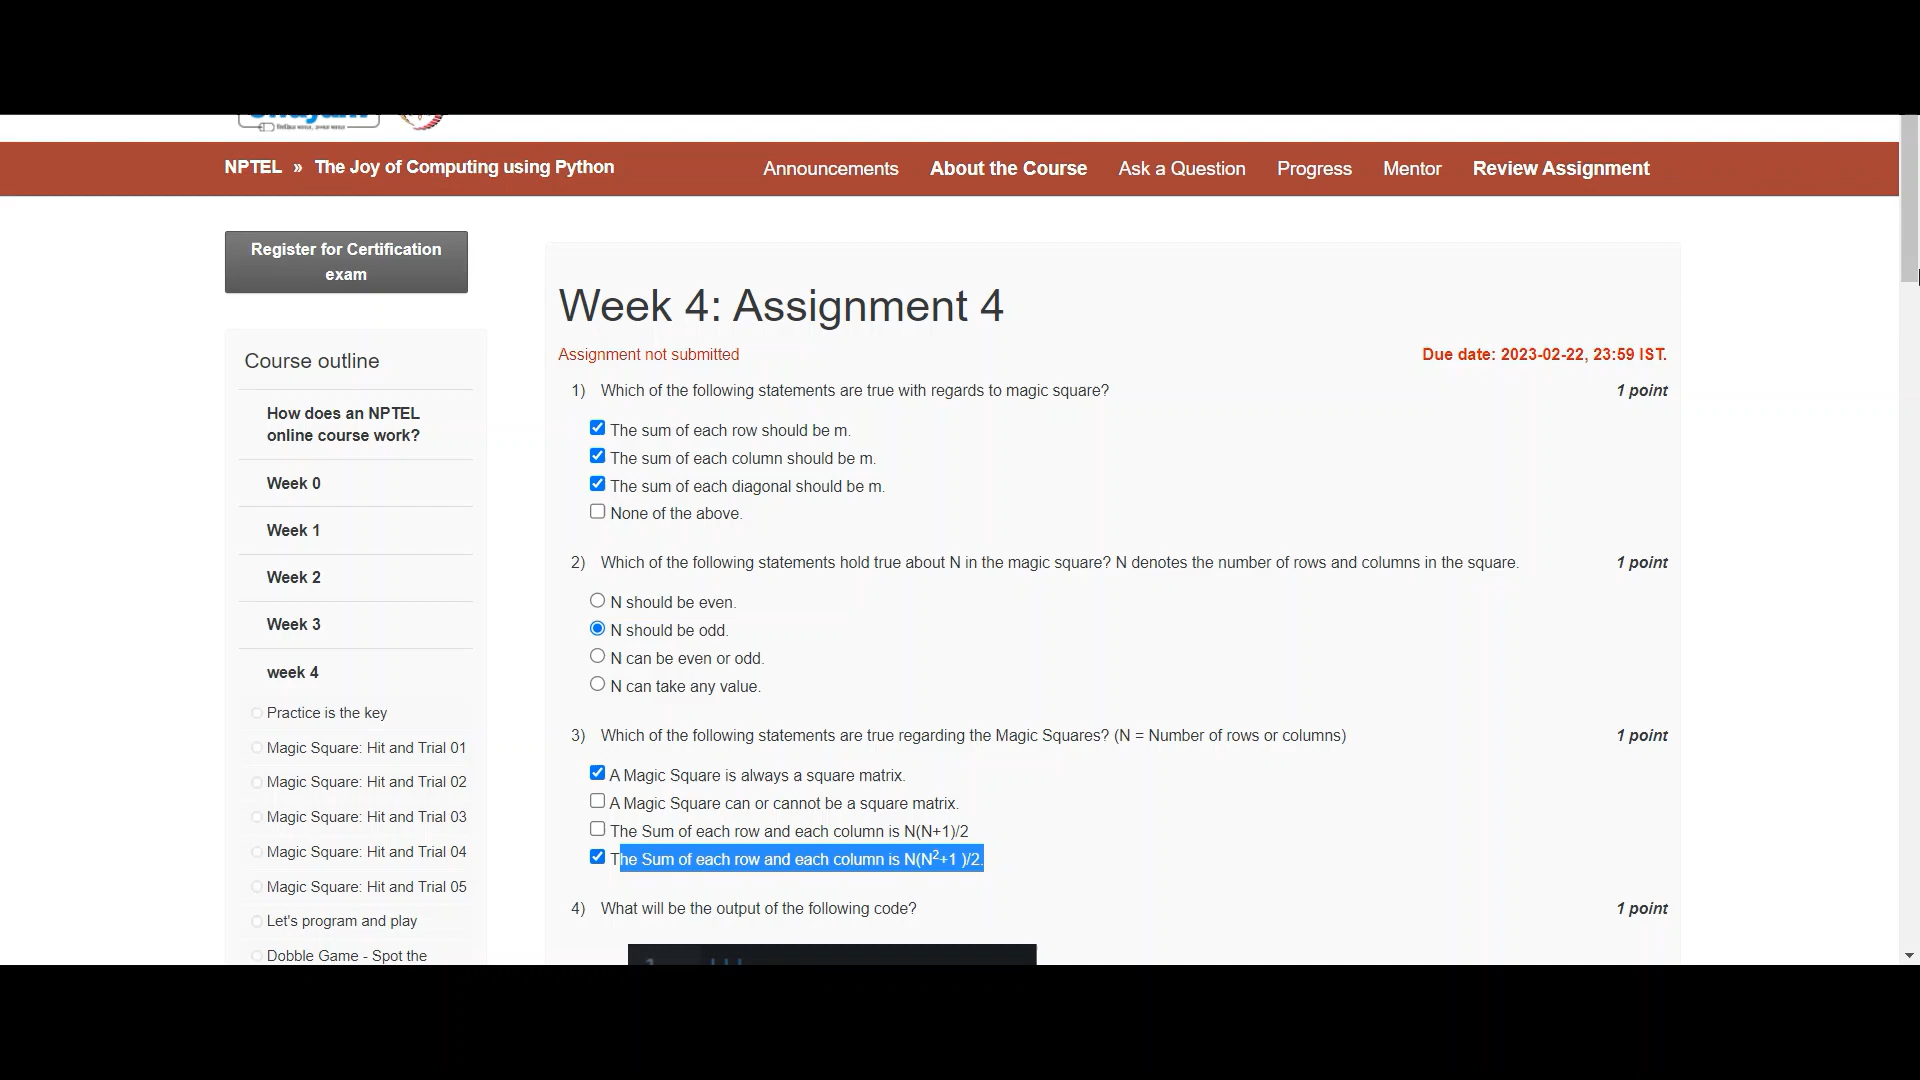 NPTEL » The Joy of Computing using Python
Announcements About the Course Ask a Question Progress Mentor Review Assignment
Register for Certification
exam
Course outline
How does an NPTEL
online course work?
Week 0
Week 1
Week 2
Week 3
week 4
Practice is the key
Magic Square: Hit and Trial 01
Magic Square: Hit and Trial 02
Magic Square: Hit and Trial 03
Magic Square: Hit and Trial 04
Magic Square: Hit and Trial 05
Let's program and play
Dobble Game - Spot the
Week 4: Assignment 4
Assignment not submitted Due date: 2023-02-22, 23:59 IST.
1) Which of the following statements are true with regards to magic square? 1 point
The sum of each row should be m.
The sum of each column should be m.
The sum of each diagonal should be m.
None of the above.
2) Which of the following statements hold true about N in the magic square? N denotes the number of rows and columns in the square. 1 point
N should be even.
N should be odd.
N can be even or odd.
N can take any value.
3) Which of the following statements are true regarding the Magic Squares? (N = Number of rows or columns) 1 point
A Magic Square is always a square matrix.
A Magic Square can or cannot be a square matrix.
The Sum of each row and each column is N(N+1)/2
The Sum of each row and each column is N(N²+1 )/2.
4) What will be the output of the following code? 1 point